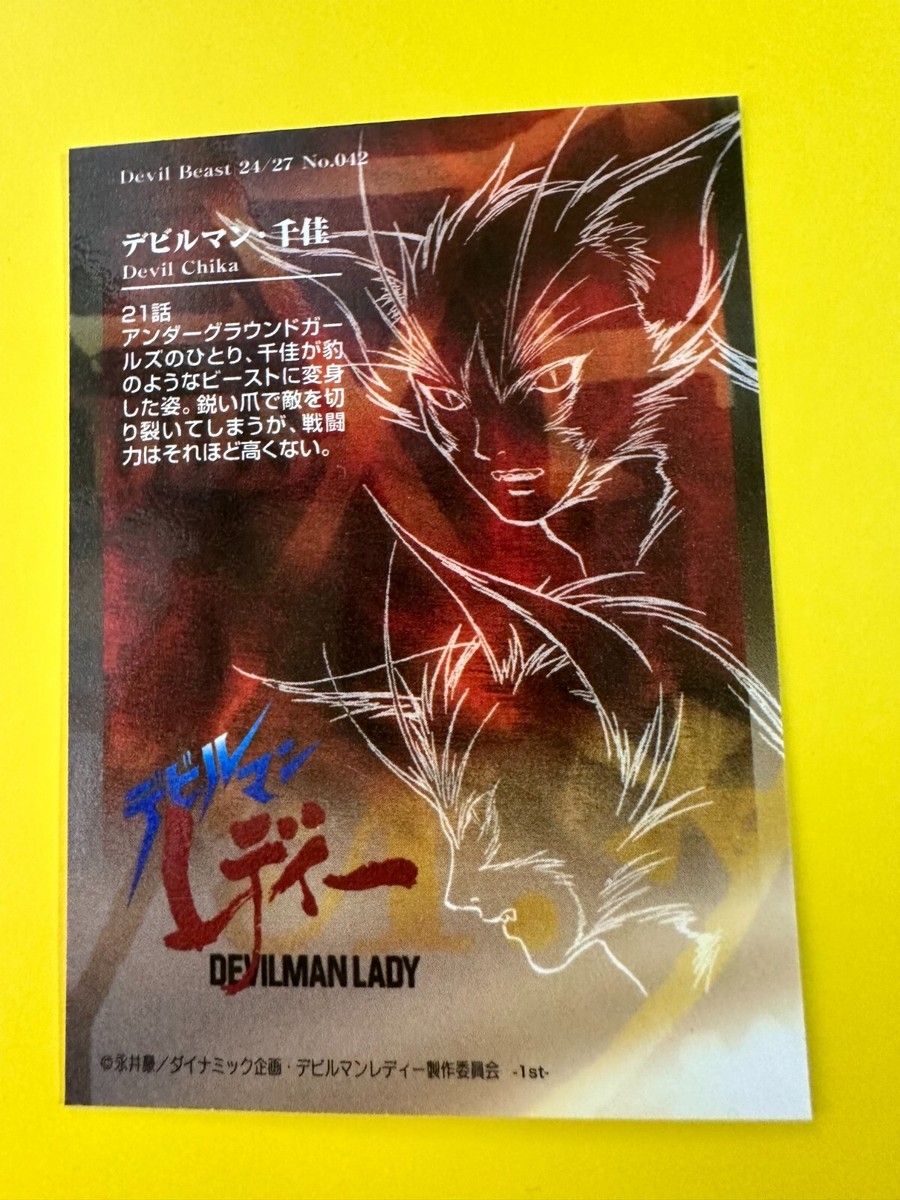 Devil Beast 24/27 No.042
デビルマン・千佳
Devil Chika
21話
アンダーグラウンドガー
ルズのひとり、千佳が豹
のようなビーストに変身
した姿。鋭い爪で敵を切
り裂いてしまうが、戦闘
力はそれほど高くない。
デビルマン
レディー
DEVILMAN LADY
©永井豪／ダイナミック企画・デビルマンレディー製作委員会 -1st-